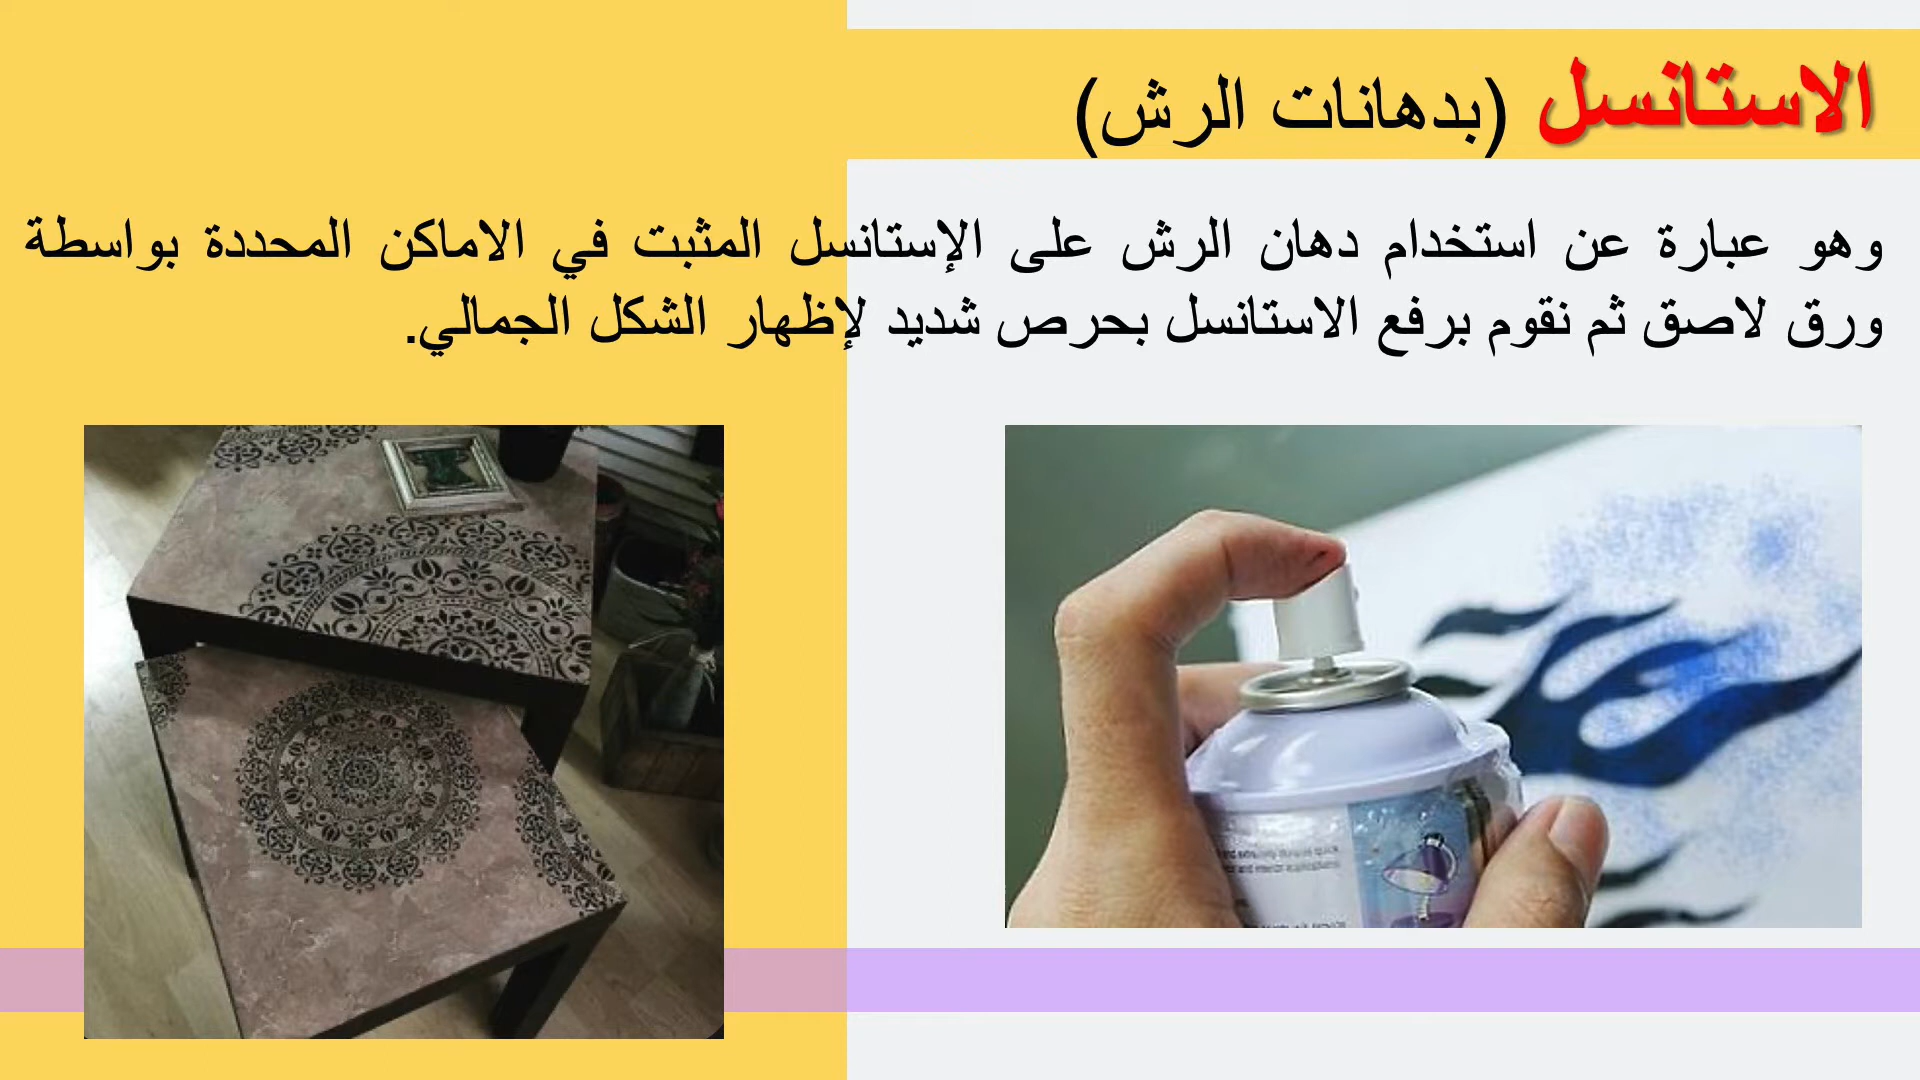 الاستانسل (بدهانات الرش)
وهو عبارة عن استخدام دهان الرش على الإستانسل المثبت في الاماكن المحددة بواسطة
ورق لاصق ثم نقوم برفع الاستانسل بحرص شديد لإظهار الشكل الجمالي.